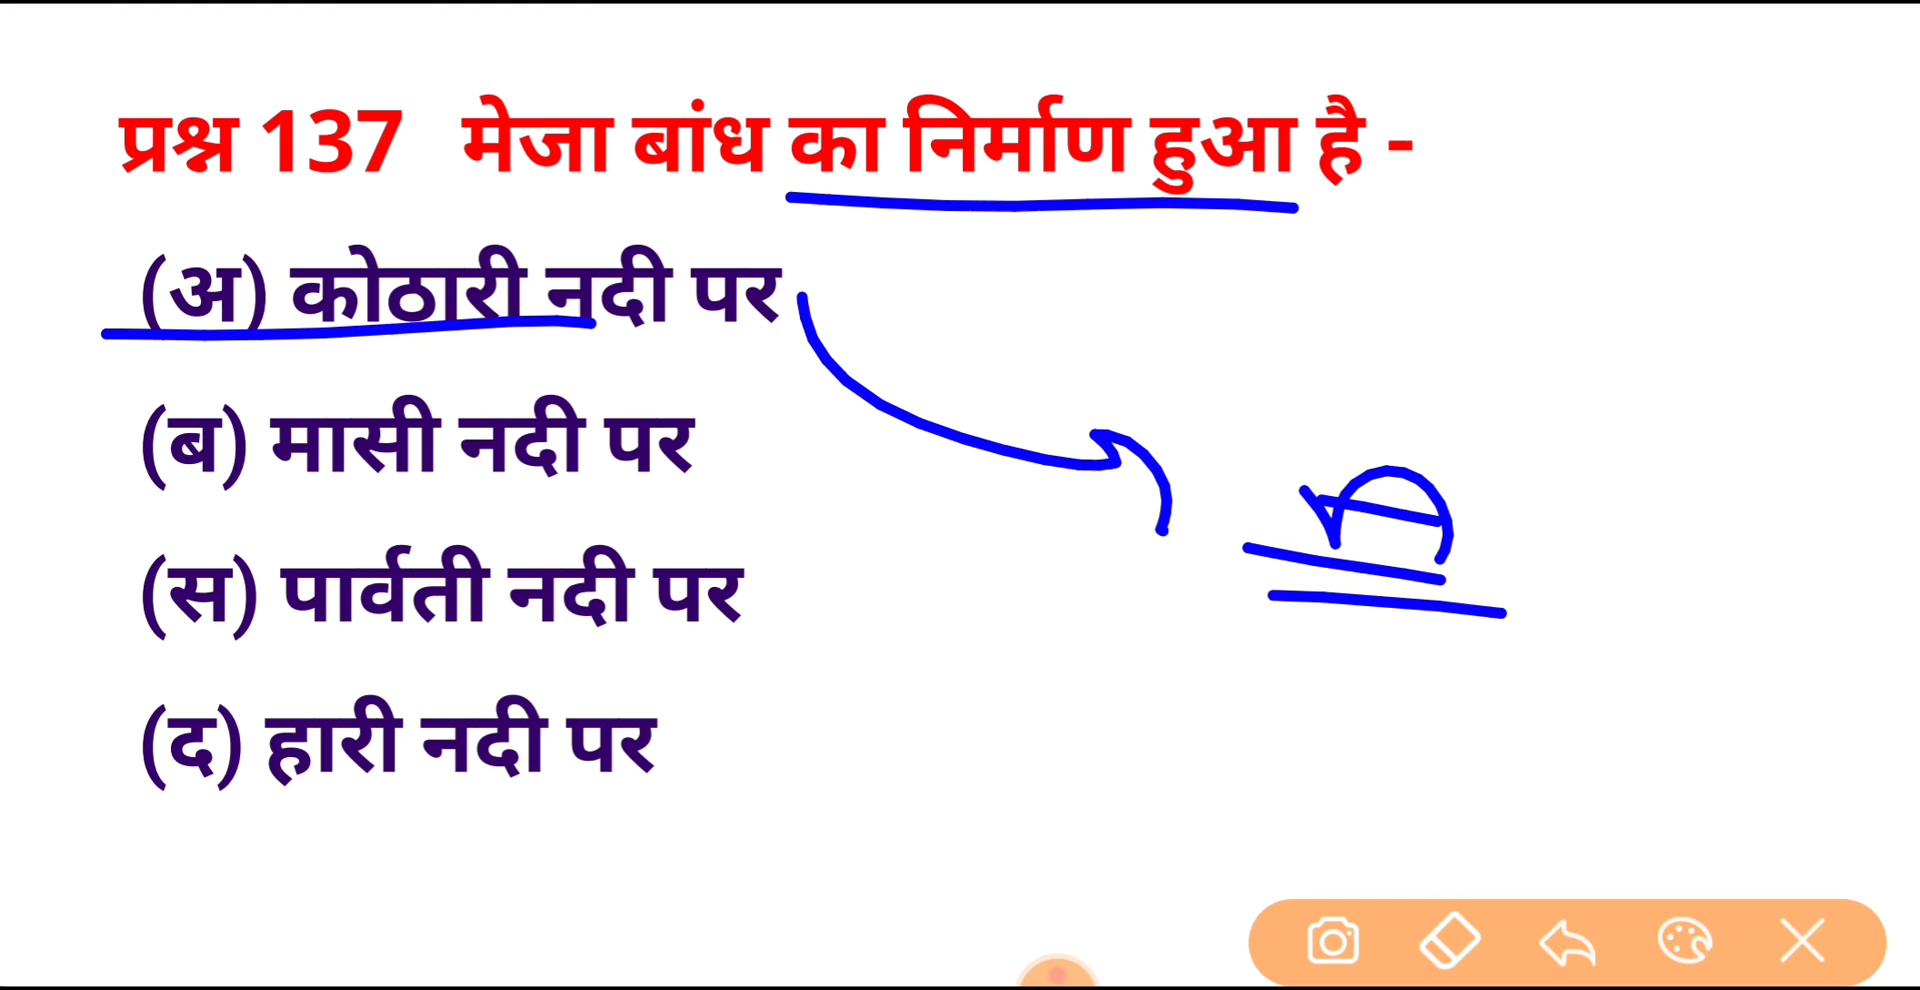 प्रश्न 137 मेजा बांध का निर्माण हुआ है -
(अ) कोठारी नदी पर
(ब) मासी नदी पर
(स) पार्वती नदी पर
(द) हारी नदी पर